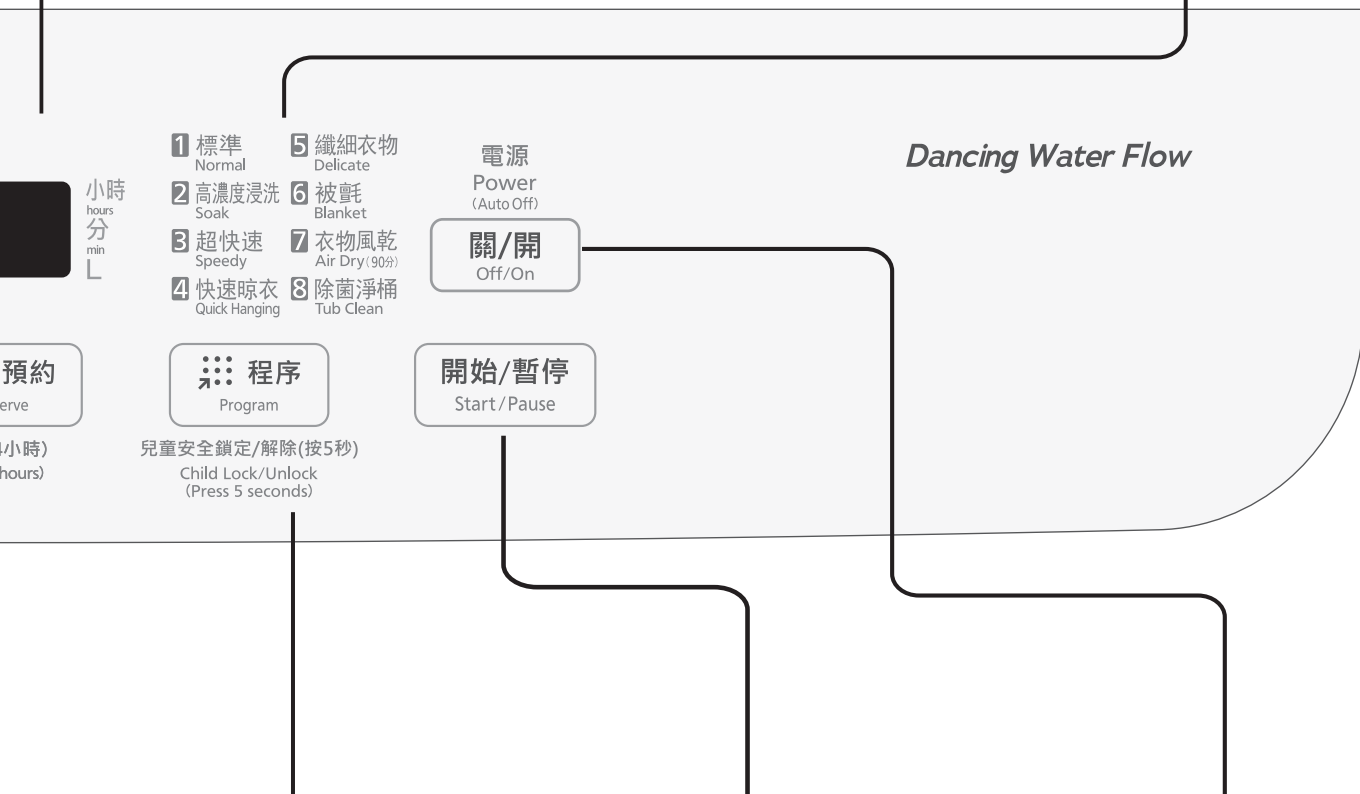 小時
hours
分
min
L
1 標準
Normal
2 高濃度浸洗
Soak
3 超快速
Speedy
4 快速晾衣
Quick Hanging
5 纖細衣物
Delicate
6 被氈
Blanket
7 衣物風乾
Air Dry(90分)
8 除菌淨桶
Tub Clean
電源
Power
(Auto Off)
關/開
Off/On
Dancing Water Flow
預約
erve
小時)
hours)
程序
Program
兒童安全鎖定/解除(按5秒)
Child Lock/Unlock
(Press 5 seconds)
開始/暫停
Start/Pause